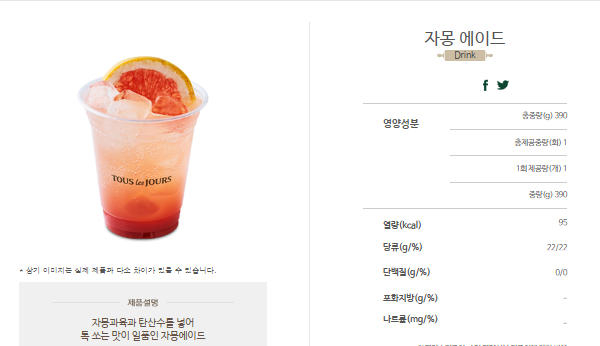 자몽 에이드
Drink
TOUS les JOURS
영양성분
총중량(g) 390
총제공중량(회) 1
1회 제공량(개) 1
중량(g) 390
열량(kcal) 95
당류(g/%) 22/22
단백질(g/%) 0/0
포화지방(g/%) -
나트륨(mg/%) -
* 상기 이미지는 실제 제품과 다소 차이가 있을 수 있습니다.
제품설명
자몽과육과 탄산수를 넣어
톡 쏘는 맛이 일품인 자몽에이드